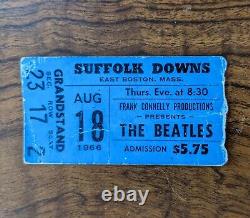 SUFFOLK DOWNS
EAST BOSTON, MASS.
GRANDSTAND
SEC. ROW SEAT
23 17
AUG
18
1966
Thurs. Eve. at 8:30
FRANK CONNELLY PRODUCTIONS
PRESENTS
THE BEATLES
ADMISSION $5.75
© worthy